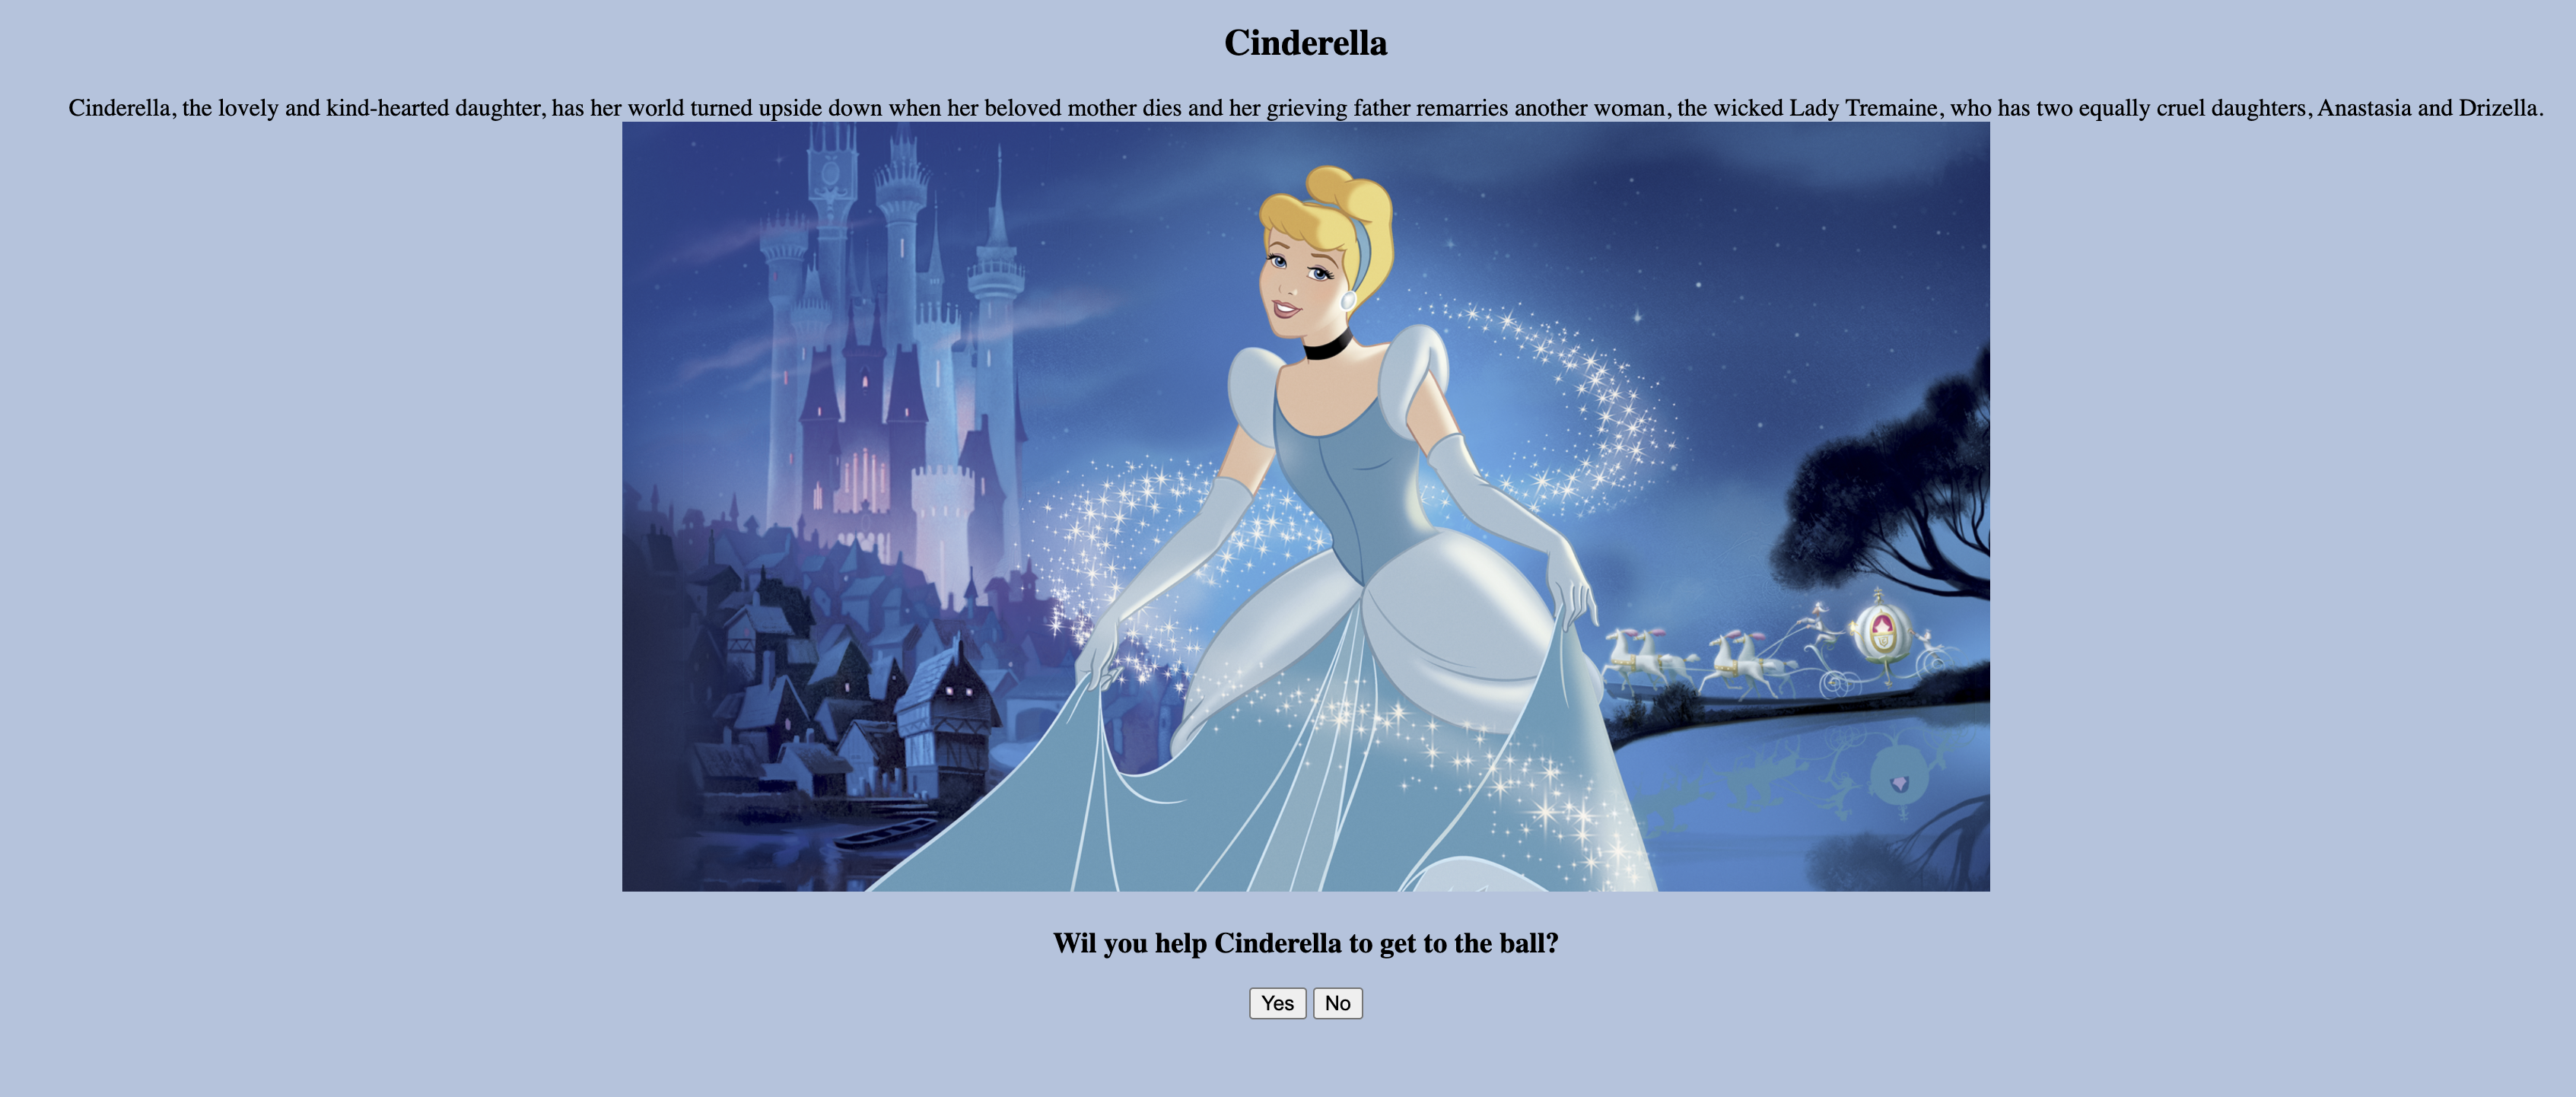 Cinderella
Cinderella, the lovely and kind-hearted daughter, has her world turned upside down when her beloved mother dies and her grieving father remarries another woman, the wicked Lady Tremaine, who has two equally cruel daughters, Anastasia and Drizella.
Wil you help Cinderella to get to the ball?
Yes No